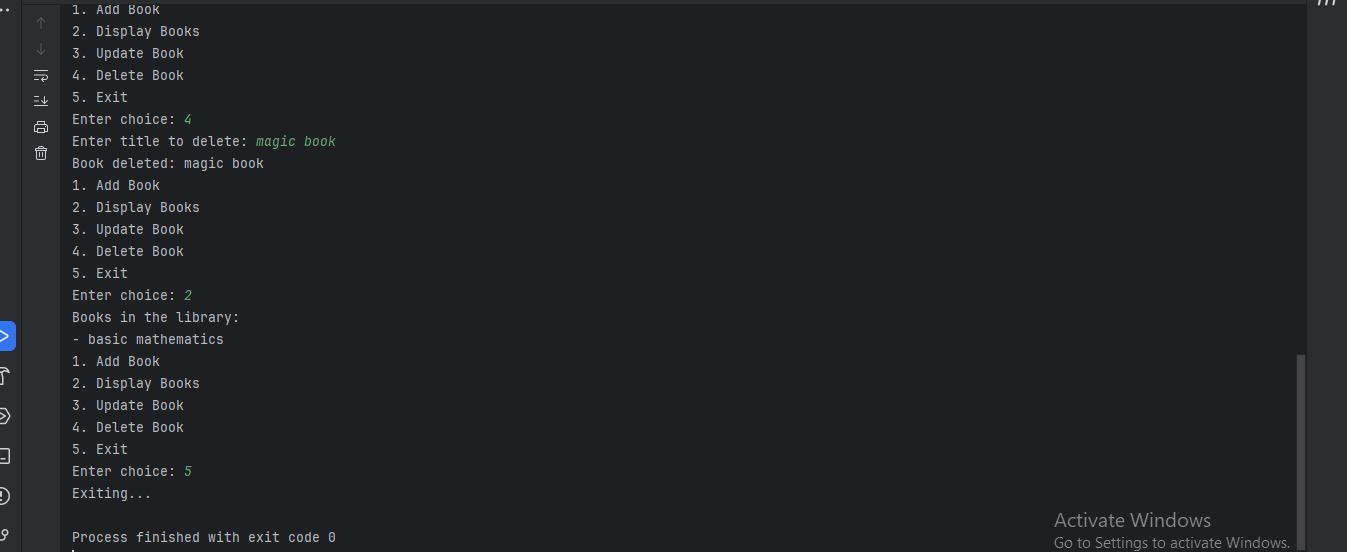 1. Add Book
2. Display Books
3. Update Book
4. Delete Book
5. Exit
Enter choice: 4
Enter title to delete: magic book
Book deleted: magic book
1. Add Book
2. Display Books
3. Update Book
4. Delete Book
5. Exit
Enter choice: 2
Books in the library:
- basic mathematics
1. Add Book
2. Display Books
3. Update Book
4. Delete Book
5. Exit
Enter choice: 5
Exiting...
Process finished with exit code 0
Activate Windows
Go to Settings to activate Windows.